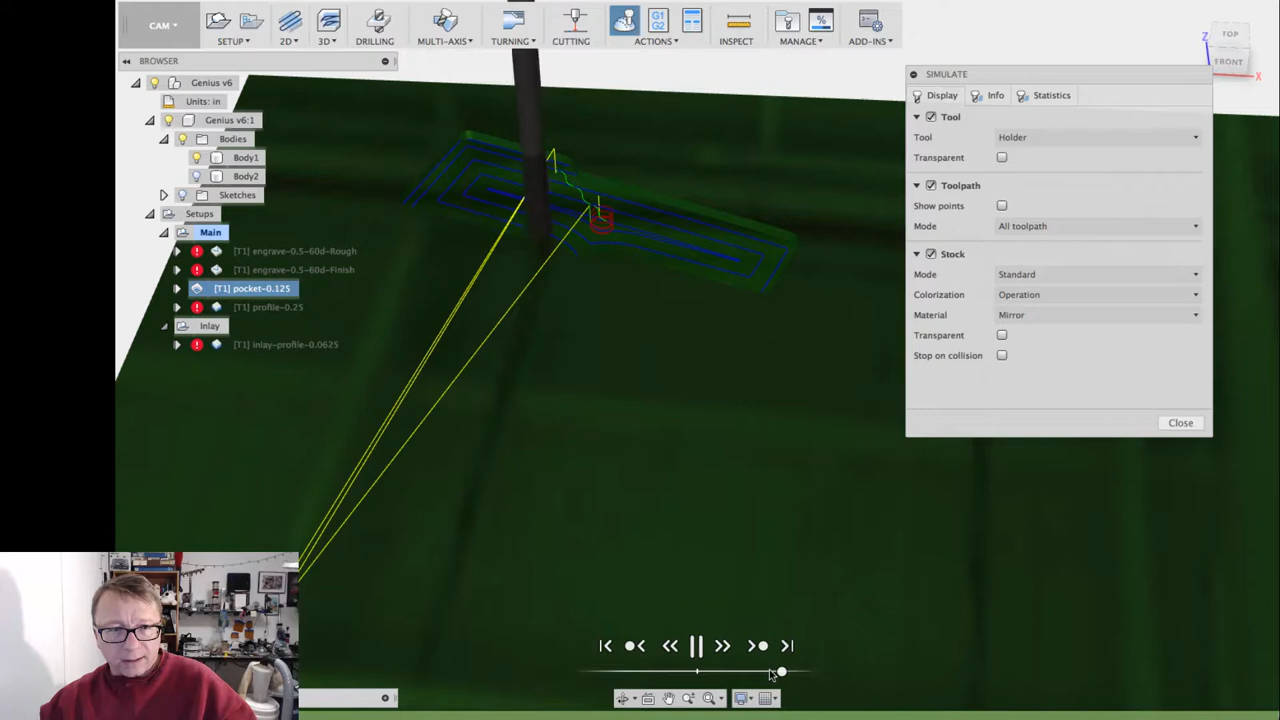 CAM
SETUP
2D
3D
DRILLING
MULTI-AXIS
TURNING
CUTTING
G1
G2
ACTIONS
INSPECT
MANAGE
ADD-INS
BROWSER
Genius v6
Units: in
Genius v6:1
Bodies
Body1
Body2
Sketches
Setups
Main
[T1] engrave-0.5-60d-Rough
[T1] engrave-0.5-60d-Finish
[T1] pocket-0.125
[T1] profile-0.25
Inlay
[T1] inlay-profile-0.0625
TOP
FRONT
Z
X
SIMULATE
Display
Info
Statistics
Tool
Tool Holder
Transparent
Toolpath
Show points
Mode All toolpath
Stock
Mode Standard
Colorization Operation
Material Mirror
Transparent
Stop on collision
Close